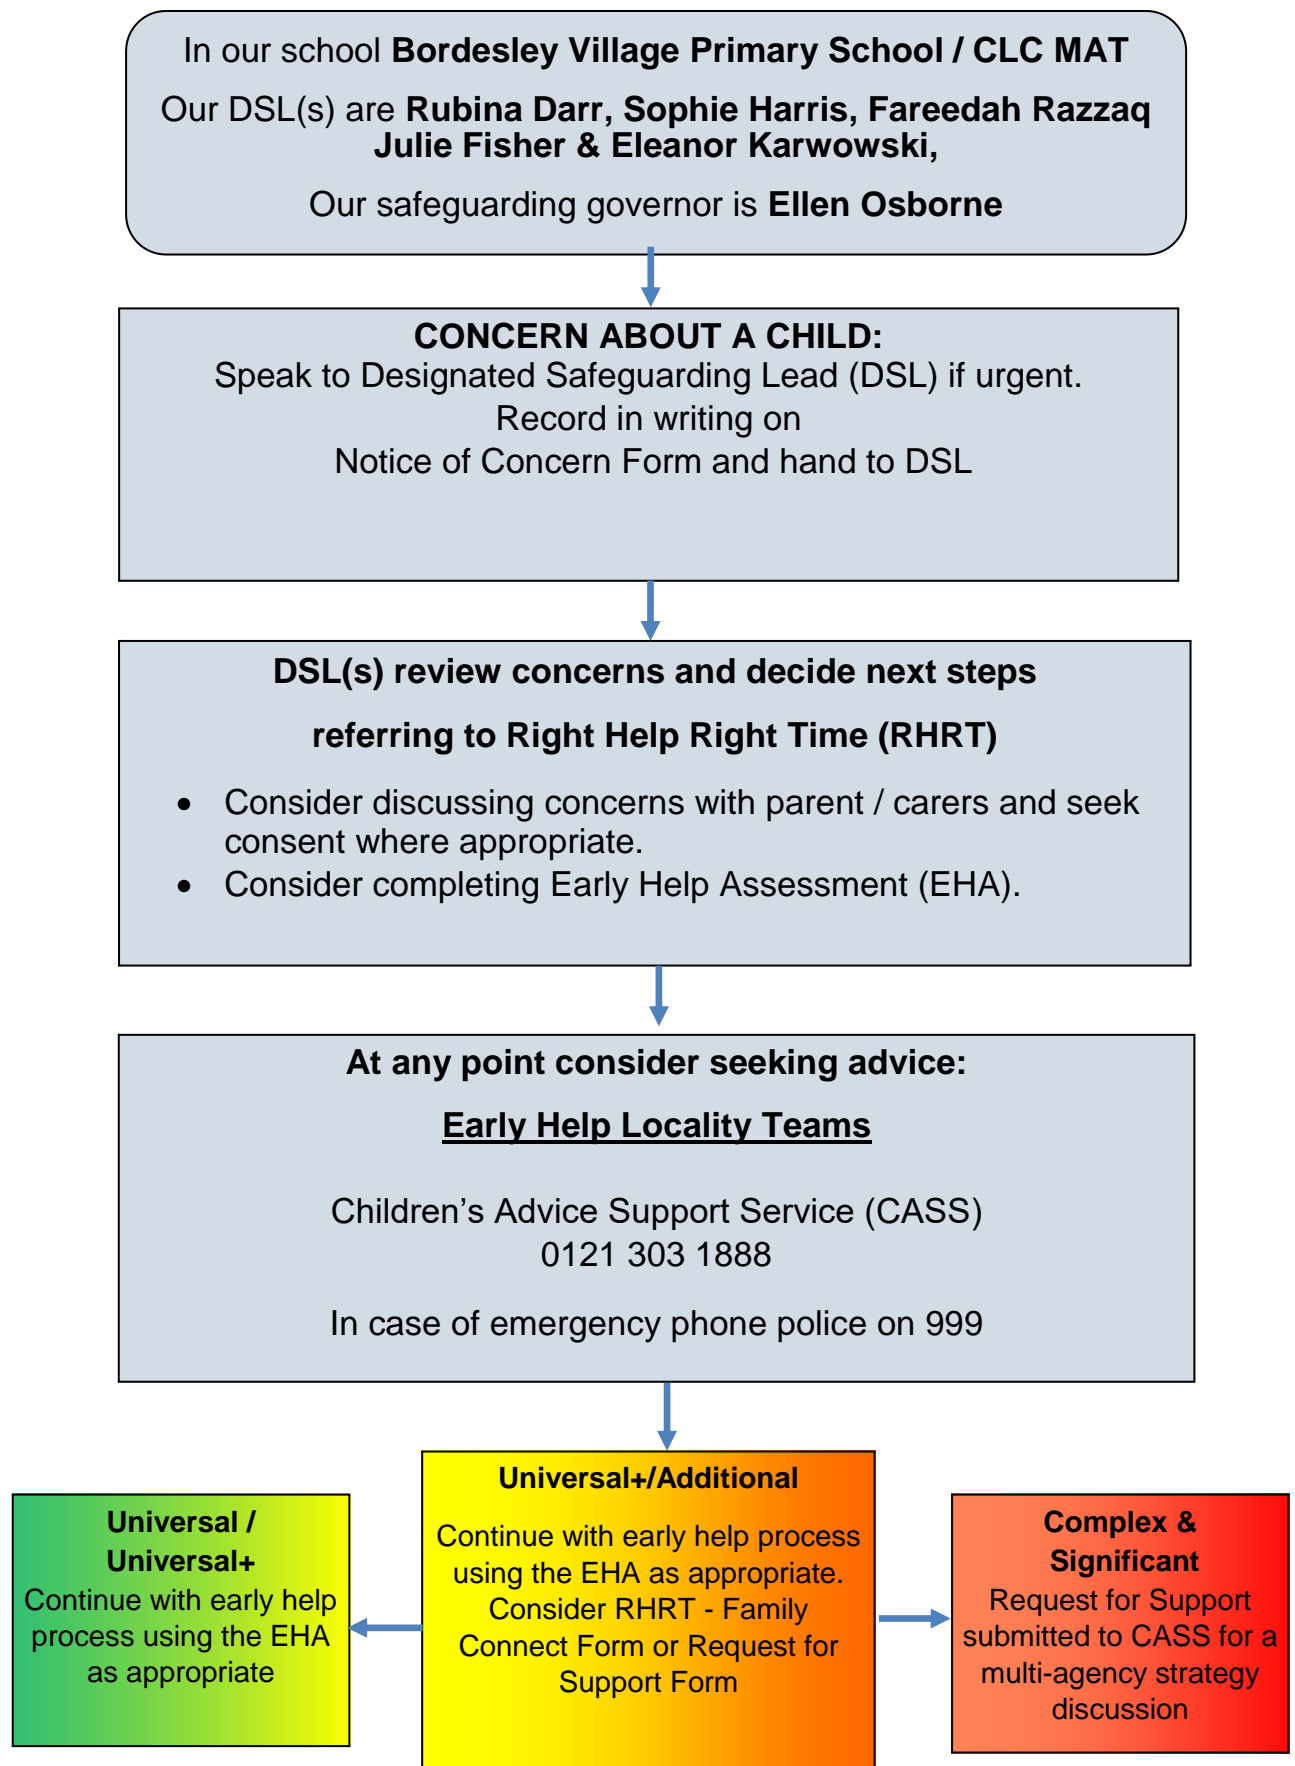 In our school Bordesley Village Primary School / CLC MAT
Our DSL(s) are Rubina Darr, Sophie Harris, Fareedah Razzaq
Julie Fisher & Eleanor Karwowski,
Our safeguarding governor is Ellen Osborne
CONCERN ABOUT A CHILD:
Speak to Designated Safeguarding Lead (DSL) if urgent.
Record in writing on
Notice of Concern Form and hand to DSL
DSL(s) review concerns and decide next steps
referring to Right Help Right Time (RHRT)
• Consider discussing concerns with parent / carers and seek
consent where appropriate.
• Consider completing Early Help Assessment (EHA).
At any point consider seeking advice:
Early Help Locality Teams
Children’s Advice Support Service (CASS)
0121 303 1888
In case of emergency phone police on 999
Universal /
Universal+
Continue with early help
process using the EHA
as appropriate
Universal+/Additional
Continue with early help process
using the EHA as appropriate.
Consider RHRT - Family
Connect Form or Request for
Support Form
Complex &
Significant
Request for Support
submitted to CASS for a
multi-agency strategy
discussion